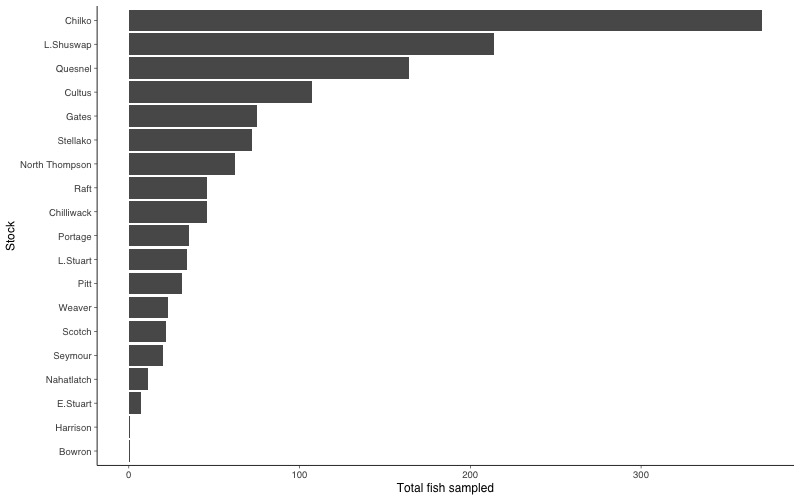 Chilko
L.Shuswap
Quesnel
Cultus
Gates
Stellako
North Thompson
Raft
Chilliwack
Portage
L.Stuart
Pitt
Weaver
Scotch
Seymour
Nahatlatch
E.Stuart
Harrison
Bowron
Stock
0 100 200 300
Total fish sampled